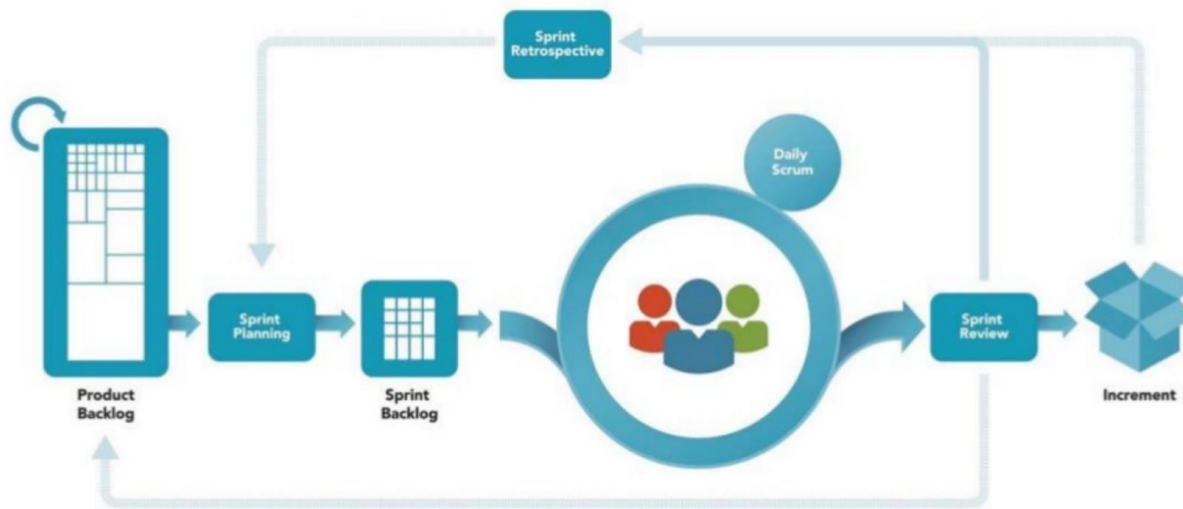 Sprint
Retrospective
Daily
Scrum
Sprint
Planning
Sprint
Review
Product
Backlog
Sprint
Backlog
Increment